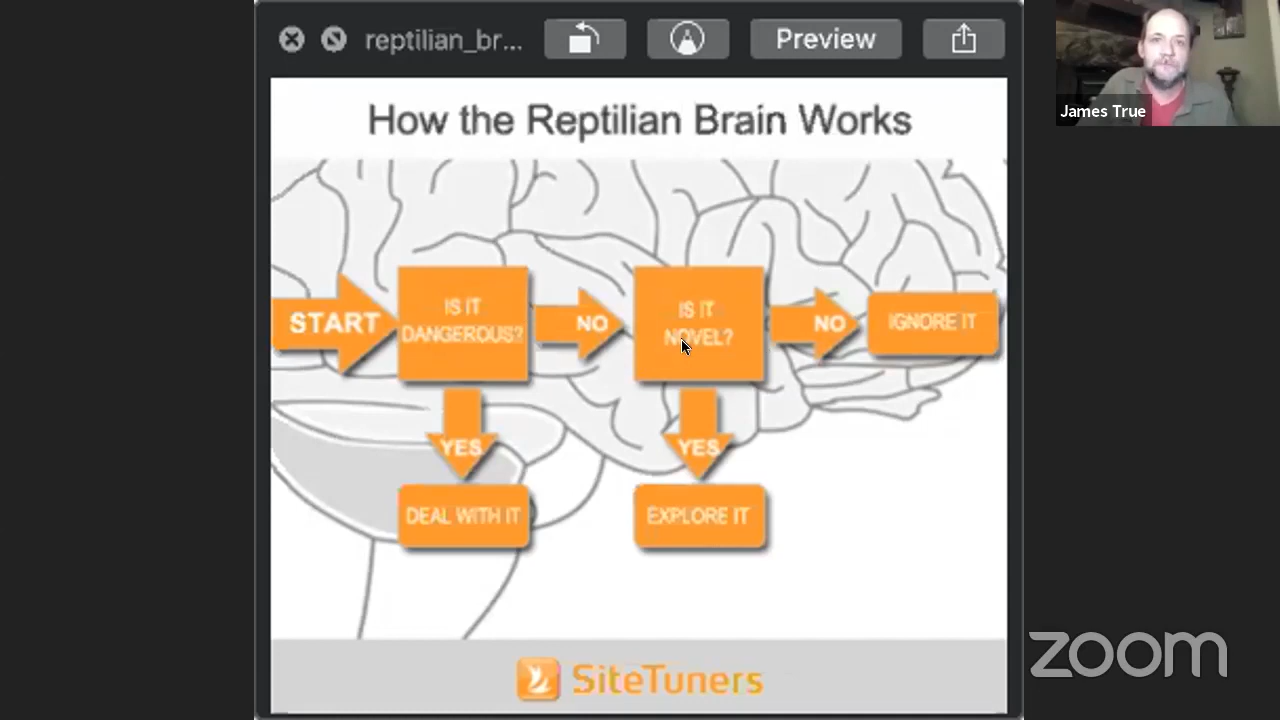 reptilian_br...
Preview
James True
How the Reptilian Brain Works
START
IS IT
DANGEROUS?
NO
IS IT
NOVEL?
NO
IGNORE IT
YES
YES
DEAL WITH IT
EXPLORE IT
SiteTuners
zoom